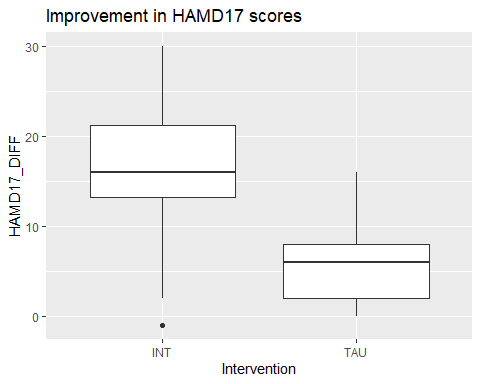 Improvement in HAMD17 scores
30
20
10
0
HAMD17_DIFF
INT
TAU
Intervention